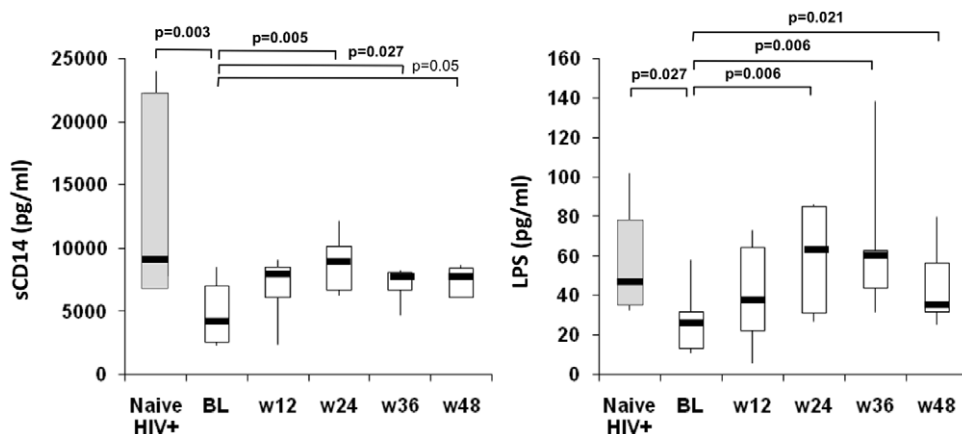 p=0.003
p=0.005
p=0.027
p=0.05
25000
20000
15000
10000
5000
0
sCD14 (pg/ml)
Naive HIV+
BL
w12
w24
w36
w48
p=0.021
p=0.006
p=0.027
p=0.006
160
140
120
100
80
60
40
20
0
LPS (pg/ml)
Naive HIV+
BL
w12
w24
w36
w48